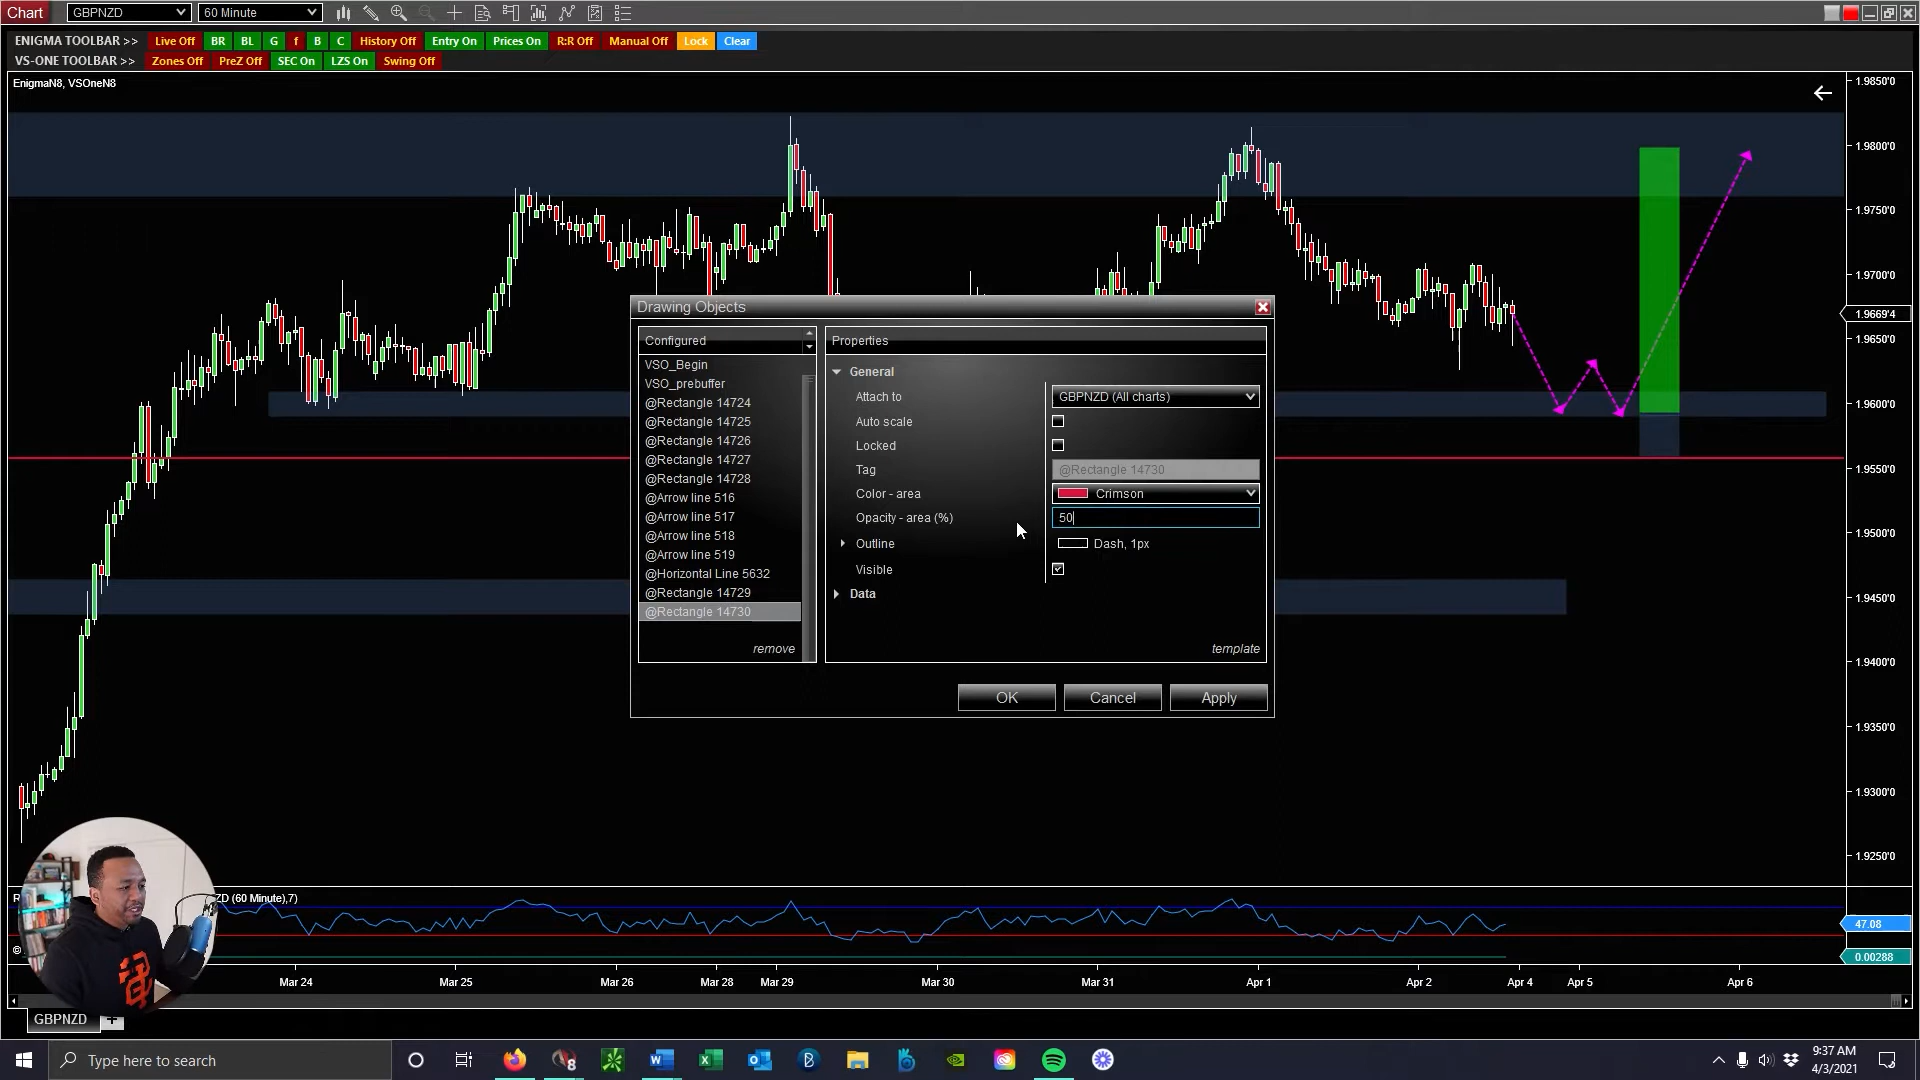 Chart GBPNZD 60 Minute
ENIGMA TOOLBAR >> Live Off BR BL G f B C History Off Entry On Prices On R:R Off Manual Off Lock Clear
VS-ONE TOOLBAR >> Zones Off PreZ Off SEC On LZS On Swing Off
EnigmaN8, VSOneN8
1.9850'0
1.9800'0
1.9750'0
1.9700'0
1.9669'4
1.9650'0
1.9600'0
1.9550'0
1.9500'0
1.9450'0
1.9400'0
1.9350'0
1.9300'0
1.9250'0
Drawing Objects
Configured
VSO_Begin
VSO_prebuffer
@Rectangle 14724
@Rectangle 14725
@Rectangle 14726
@Rectangle 14727
@Rectangle 14728
@Arrow line 516
@Arrow line 517
@Arrow line 518
@Arrow line 519
@Horizontal Line 5632
@Rectangle 14729
@Rectangle 14730
remove
Properties
General
Attach to GBPNZD (All charts)
Auto scale
Locked
Tag @Rectangle 14730
Color - area Crimson
Opacity - area (%) 50
Outline Dash, 1px
Visible
Data
template
OK Cancel Apply
ZD (60 Minute),7)
47.08
0.00288
Mar 24 Mar 25 Mar 26 Mar 28 Mar 29 Mar 30 Mar 31 Apr 1 Apr 2 Apr 4 Apr 5 Apr 6
GBPNZD +
Type here to search
9:37 AM
4/3/2021